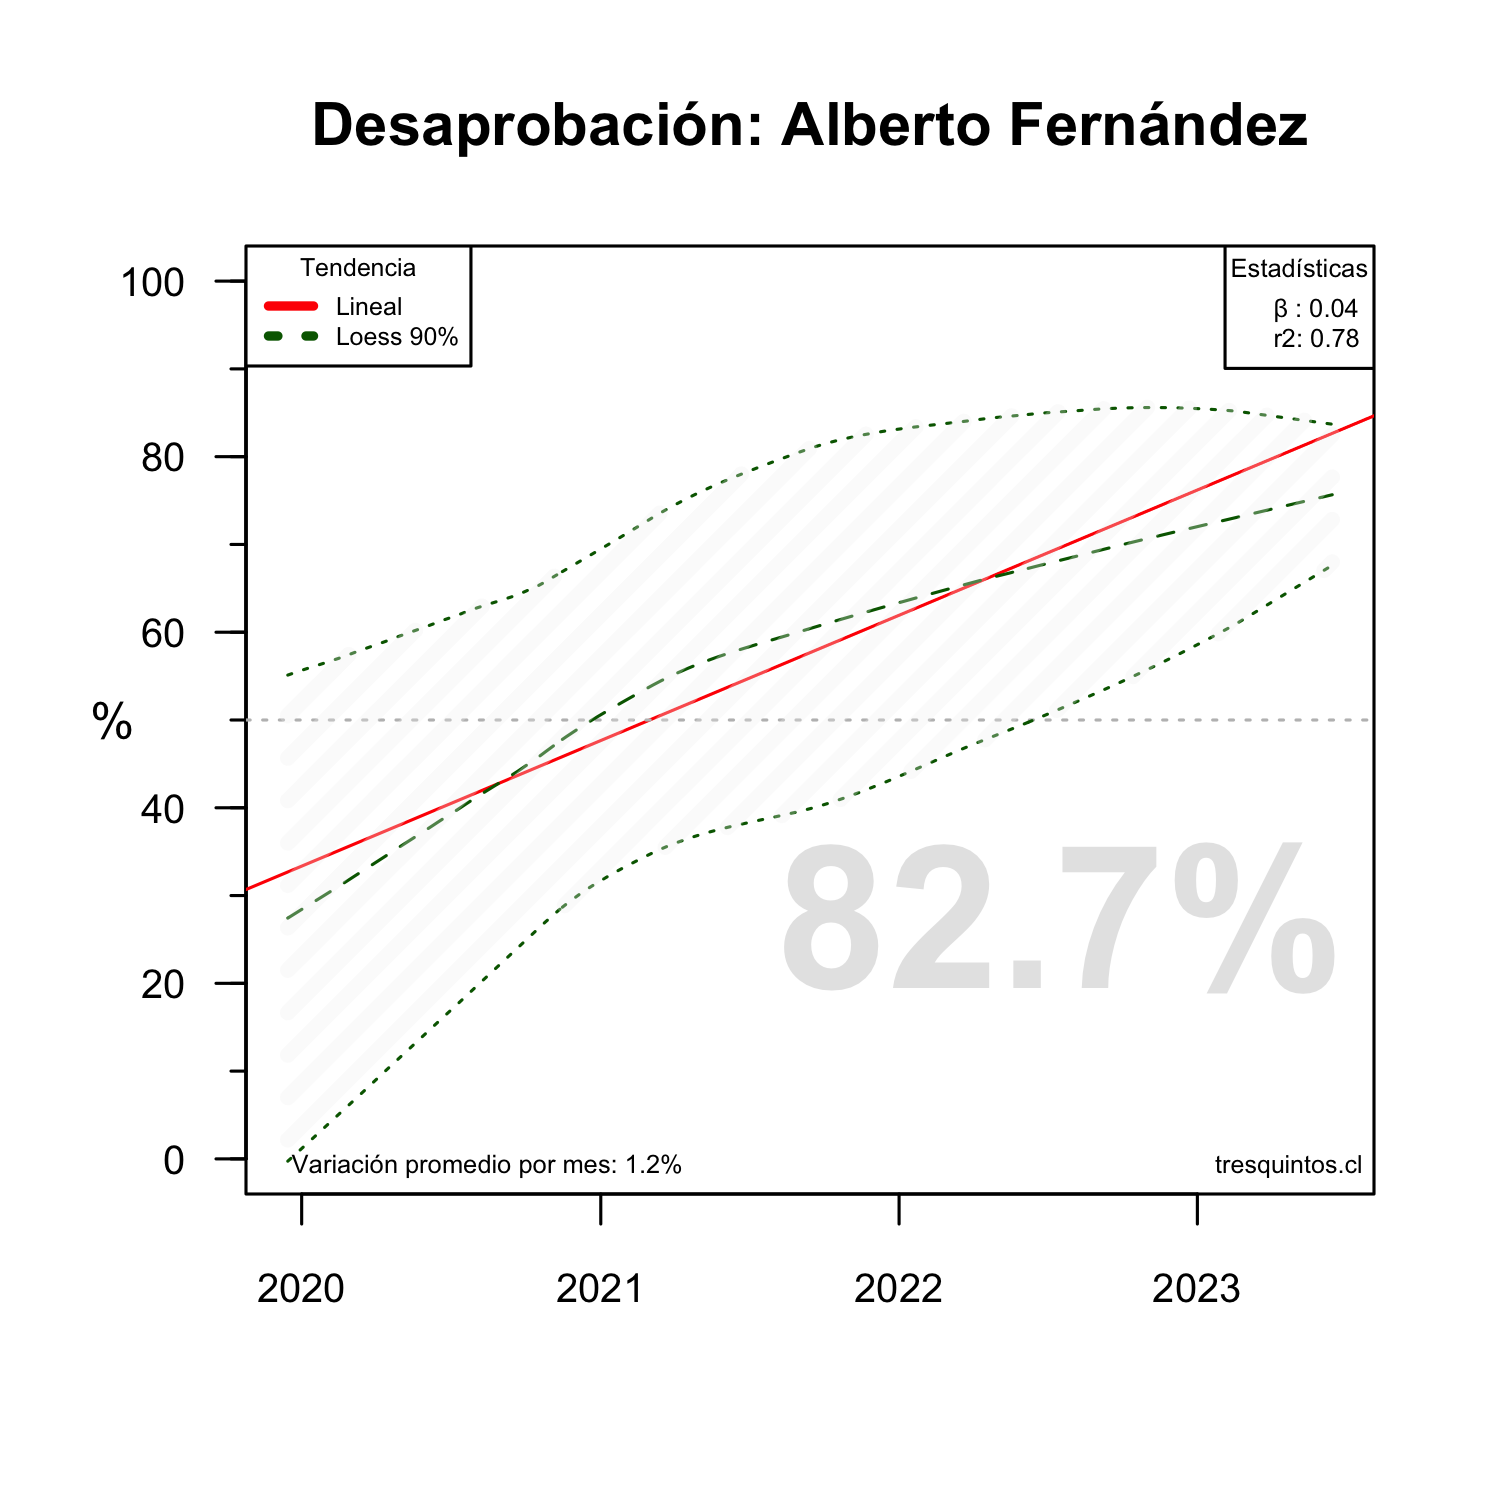 Desaprobación: Alberto Fernández
Tendencia
Lineal
Loess 90%
Estadísticas
β : 0.04
r2: 0.78
100
80
60
%
40
20
0
82.7%
Variación promedio por mes: 1.2%
tresquintos.cl
2020
2021
2022
2023